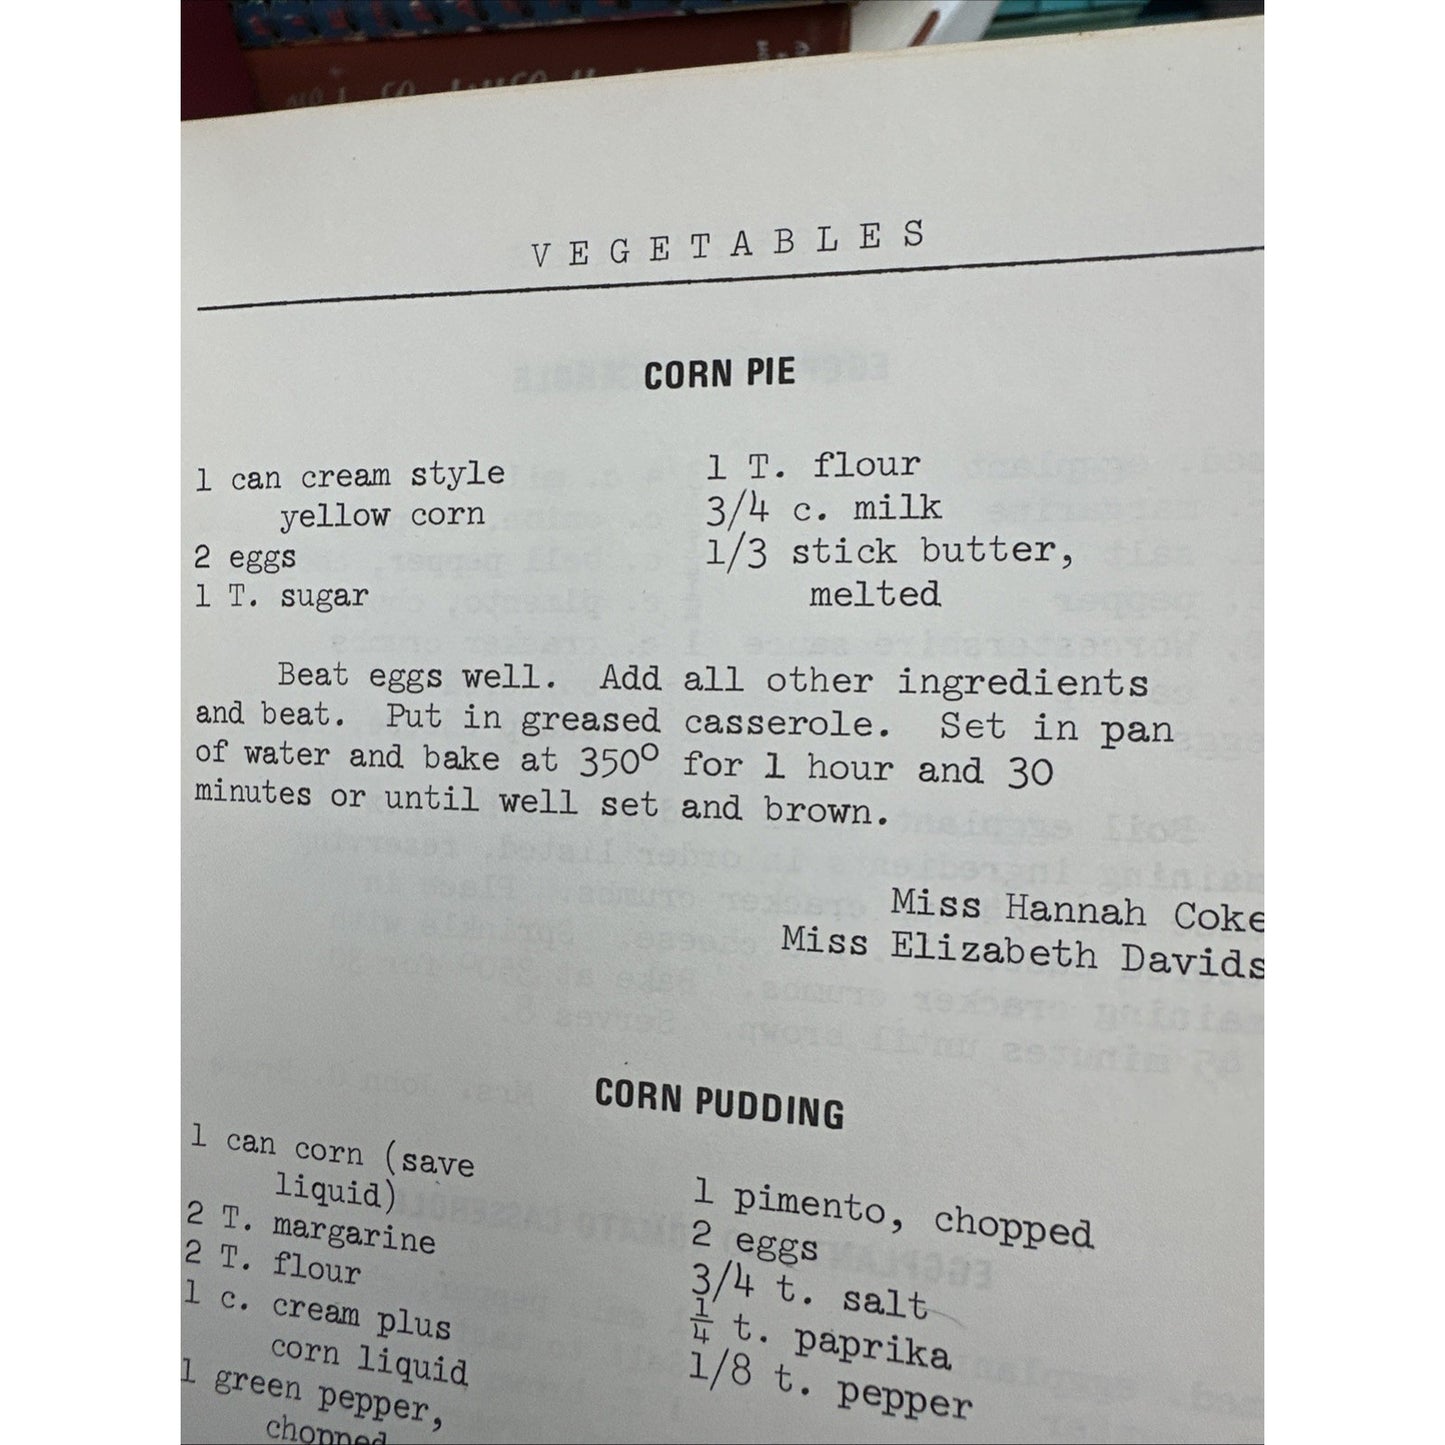 VEGETABLES
CORN PIE
1 can cream style
yellow corn
2 eggs
1 T. sugar
1 T. flour
3/4 c. milk
1/3 stick butter,
melted
Beat eggs well. Add all other ingredients
and beat. Put in greased casserole. Set in pan
of water and bake at 350º for 1 hour and 30
minutes or until well set and brown.
Miss Hannah Coke
Miss Elizabeth Davids
CORN PUDDING
1 can corn (save
liquid)
2 T. margarine
2 T. flour
1 c. cream plus
corn liquid
1 green pepper,
chopped
1 pimento, chopped
2 eggs
3/4 t. salt
1/4 t. paprika
1/8 t. pepper